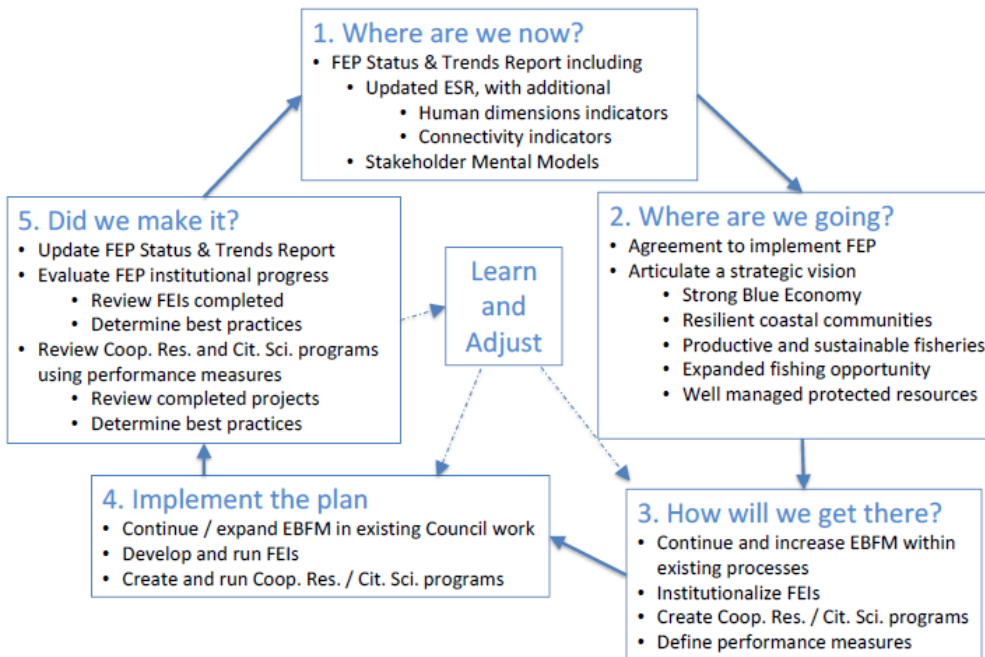 1. Where are we now?
• FEP Status & Trends Report including
• Updated ESR, with additional
• Human dimensions indicators
• Connectivity indicators
• Stakeholder Mental Models
2. Where are we going?
• Agreement to implement FEP
• Articulate a strategic vision
• Strong Blue Economy
• Resilient coastal communities
• Productive and sustainable fisheries
• Expanded fishing opportunity
• Well managed protected resources
3. How will we get there?
• Continue and increase EBFM within
existing processes
• Institutionalize FEIs
• Create Coop. Res. / Cit. Sci. programs
• Define performance measures
4. Implement the plan
• Continue / expand EBFM in existing Council work
• Develop and run FEIs
• Create and run Coop. Res. / Cit. Sci. programs
5. Did we make it?
• Update FEP Status & Trends Report
• Evaluate FEP institutional progress
• Review FEIs completed
• Determine best practices
• Review Coop. Res. and Cit. Sci. programs
using performance measures
• Review completed projects
• Determine best practices
Learn
and
Adjust